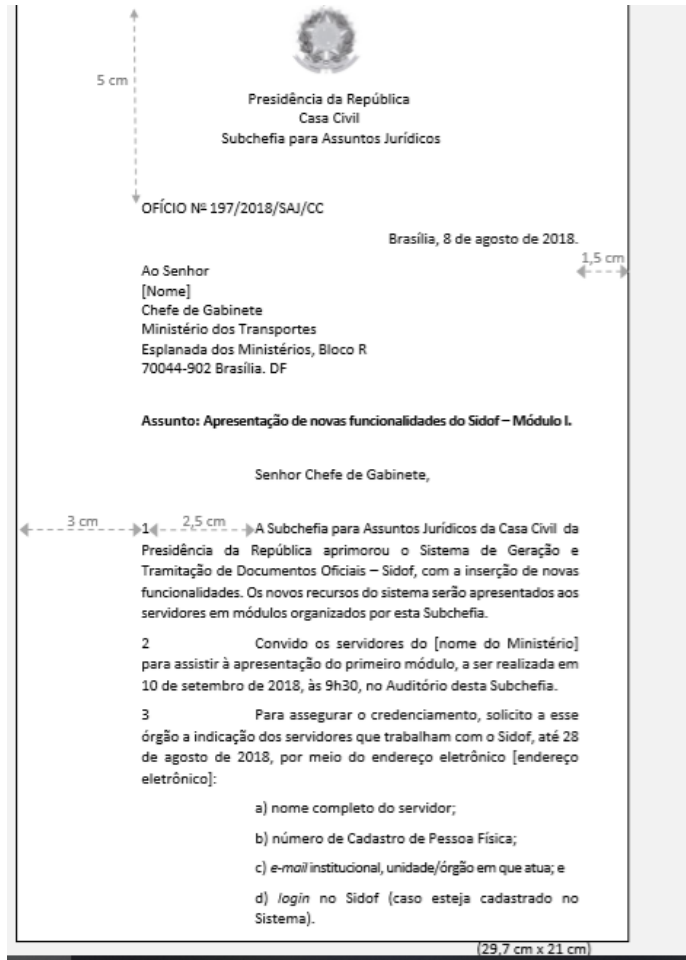 5 cm
Presidência da República
Casa Civil
Subchefia para Assuntos Jurídicos
OFÍCIO Nº 197/2018/SAJ/CC
Brasília, 8 de agosto de 2018.
1,5 cm
Ao Senhor
[Nome]
Chefe de Gabinete
Ministério dos Transportes
Esplanada dos Ministérios, Bloco R
70044-902 Brasília. DF
Assunto: Apresentação de novas funcionalidades do Sidof – Módulo I.
Senhor Chefe de Gabinete,
3 cm
1 2,5 cm A Subchefia para Assuntos Jurídicos da Casa Civil da
Presidência da República aprimorou o Sistema de Geração e
Tramitação de Documentos Oficiais – Sidof, com a inserção de novas
funcionalidades. Os novos recursos do sistema serão apresentados aos
servidores em módulos organizados por esta Subchefia.
2 Convido os servidores do [nome do Ministério]
para assistir à apresentação do primeiro módulo, a ser realizada em
10 de setembro de 2018, às 9h30, no Auditório desta Subchefia.
3 Para assegurar o credenciamento, solicito a esse
órgão a indicação dos servidores que trabalham com o Sidof, até 28
de agosto de 2018, por meio do endereço eletrônico [endereço
eletrônico]:
a) nome completo do servidor;
b) número de Cadastro de Pessoa Física;
c) e-mail institucional, unidade/órgão em que atua; e
d) login no Sidof (caso esteja cadastrado no
Sistema).
(29,7 cm x 21 cm)